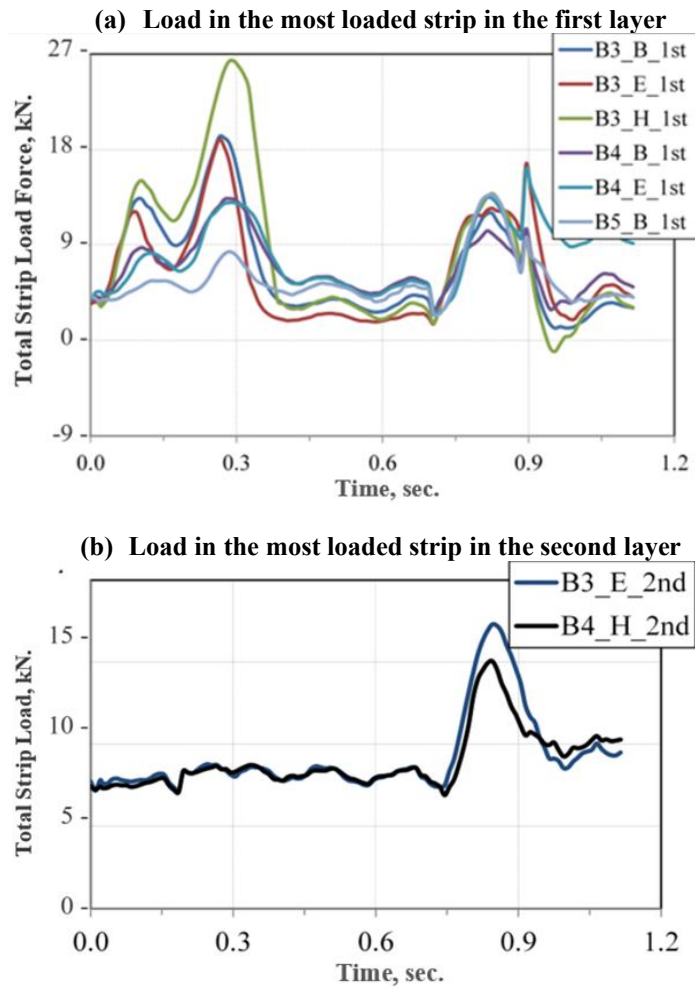 (a) Load in the most loaded strip in the first layer
27
18
9
0
-9
Total Strip Load Force, kN.
B3_B_1st
B3_E_1st
B3_H_1st
B4_B_1st
B4_E_1st
B5_B_1st
0.0 0.3 0.6 0.9 1.2
Time, sec.
(b) Load in the most loaded strip in the second layer
15
10
5
0
Total Strip Load, kN.
B3_E_2nd
B4_H_2nd
0.0 0.3 0.6 0.9 1.2
Time, sec.